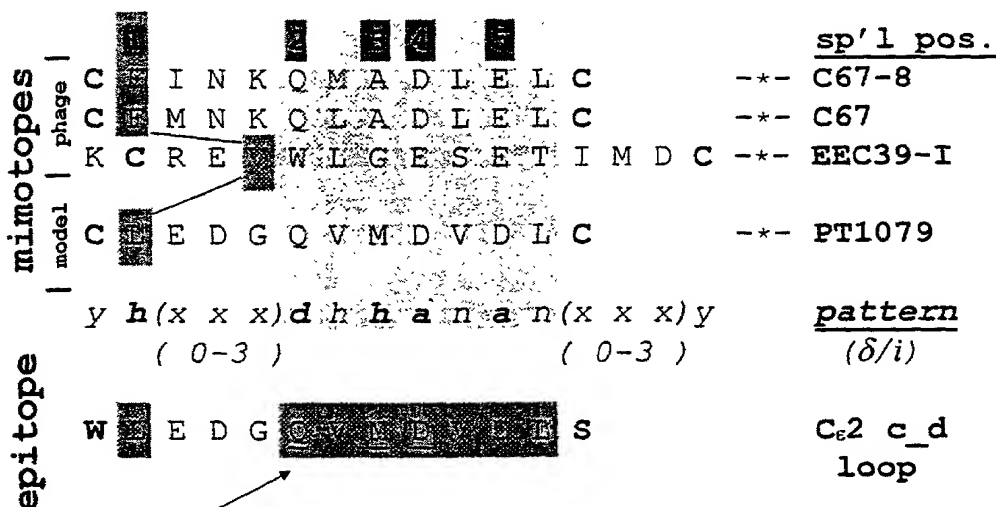 2 3 4 5 sp'l pos.
C I N K Q M A D L E L C -*- C67-8
C M N K Q L A D L E L C -*- C67
K C R E W L G E S E T I M D C -*- EEC39-I
C L E D G Q V M D V D L C -*- PT1079
y h(x x x)d h h a n a n(x x x)y pattern
( 0-3 ) ( 0-3 ) (δ/i)
W E D G Q V M D V D L S Cε2 c_d
loop
mimotopes
phage
model
epitope